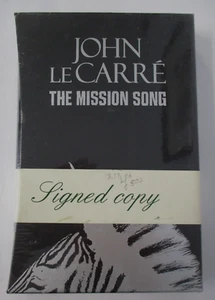 JOHN
LE CARRÉ
THE MISSION SONG
Signed copy